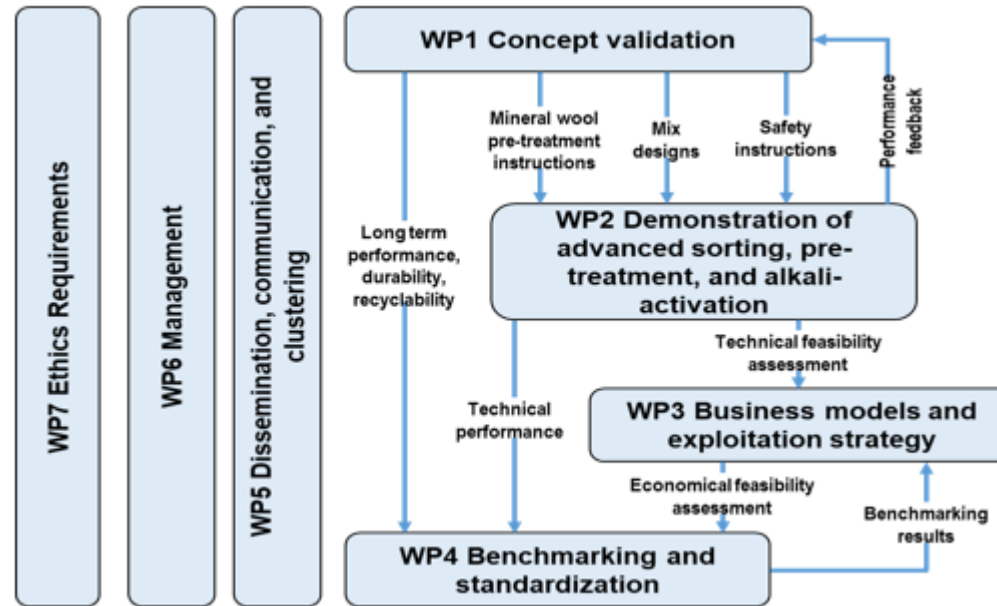 WP7 Ethics Requirements
WP6 Management
WP5 Dissemination, communication, and
clustering
WP1 Concept validation
Mineral wool
pre-treatment
instructions
Mix
designs
Safety
instructions
Performance
feedback
Long term
performance,
durability,
recyclability
WP2 Demonstration of
advanced sorting, pre-
treatment, and alkali-
activation
Technical feasibility
assessment
Technical
performance
WP3 Business models and
exploitation strategy
Economical feasibility
assessment
Benchmarking
results
WP4 Benchmarking and
standardization